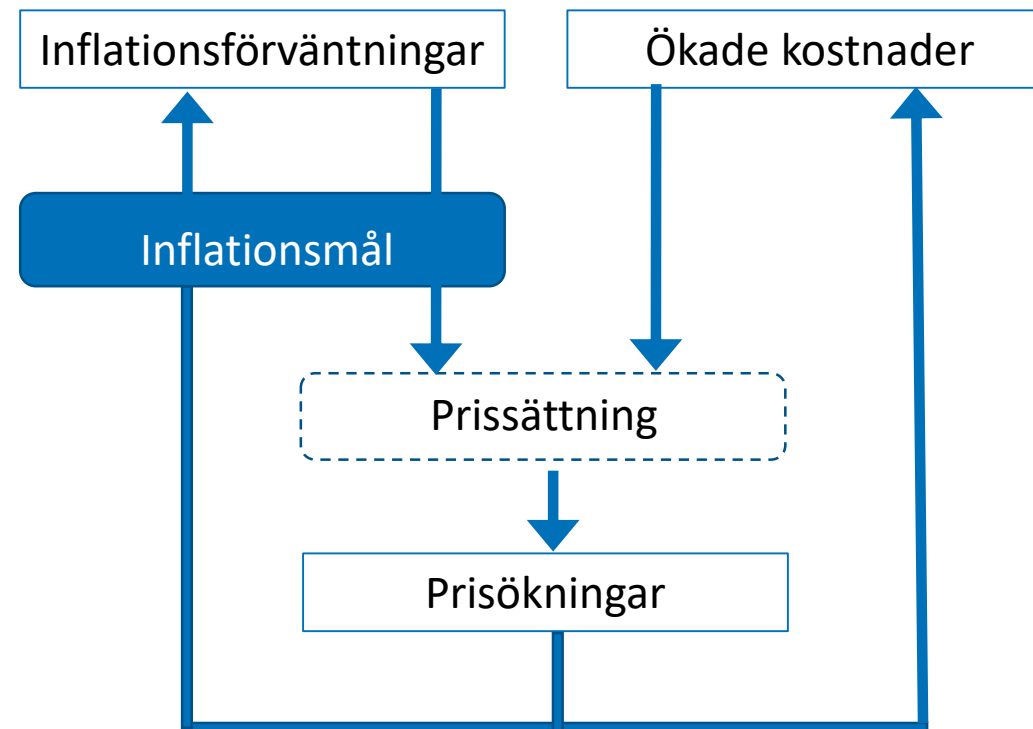 Inflationsförväntningar
Ökade kostnader
Inflationsmål
Prissättning
Prisökningar